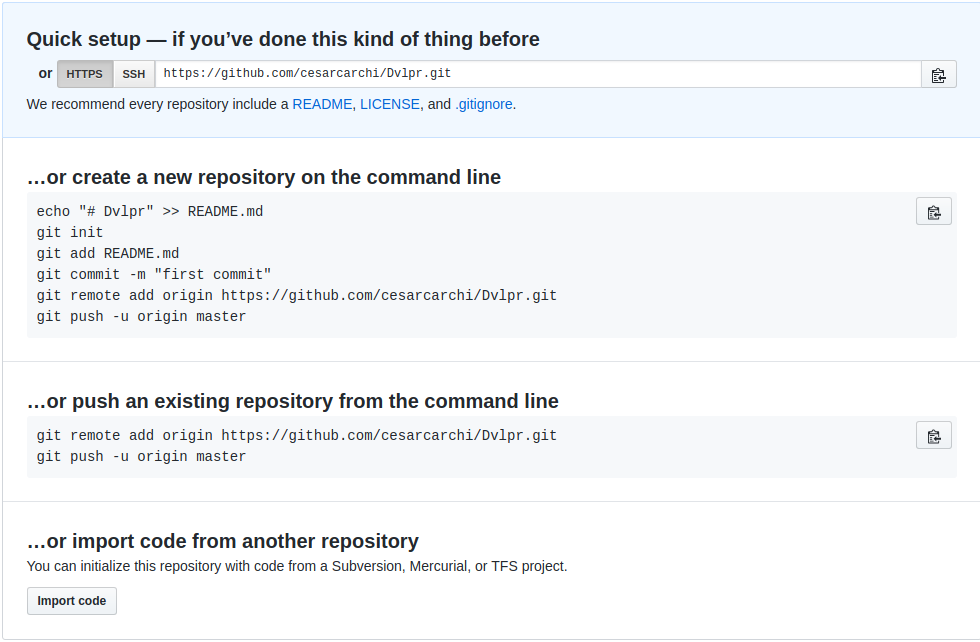 Quick setup — if you’ve done this kind of thing before
or HTTPS SSH https://github.com/cesarcarchi/Dvlpr.git
We recommend every repository include a README, LICENSE, and .gitignore.
…or create a new repository on the command line
echo "# Dvlpr" >> README.md
git init
git add README.md
git commit -m "first commit"
git remote add origin https://github.com/cesarcarchi/Dvlpr.git
git push -u origin master
…or push an existing repository from the command line
git remote add origin https://github.com/cesarcarchi/Dvlpr.git
git push -u origin master
…or import code from another repository
You can initialize this repository with code from a Subversion, Mercurial, or TFS project.
Import code